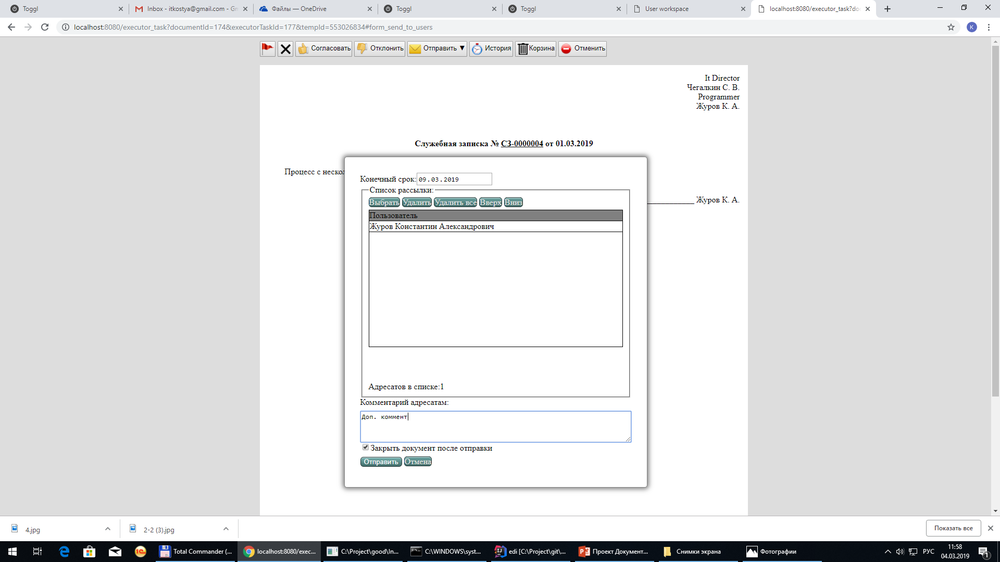 Toggl
Inbox - itkostya@gmail.com - Gm
Файлы — OneDrive
Toggl
Toggl
User workspace
localhost:8080/executor_task?do
localhost:8080/executor_task?documentId=174&executorTaskId=177&tempId=553026834#form_send_to_users
K
Согласовать
Отклонить
Отправить ▼
История
Корзина
Отменить
It Director
Чегалкин С. В.
Programmer
Журов К. А.
Служебная записка № СЗ-0000004 от 01.03.2019
Процесс с нескол
Журов К. А.
Конечный срок: 09.03.2019
Список рассылки:
Выбрать Удалить Удалить все Вверх Вниз
Пользователь
Журов Константин Александрович
Адресатов в списке:1
Комментарий адресатам:
Доп. коммент
Закрыть документ после отправки
Отправить Отмена
4.jpg
2-2 (3).jpg
Показать все
Total Commander (...
localhost:8080/exec...
C:\Project\good\In...
C:\WINDOWS\syst...
edi [C:\Project\git\...
Проект Документ...
Снимки экрана
Фотографии
РУС
11:58
04.03.2019
1